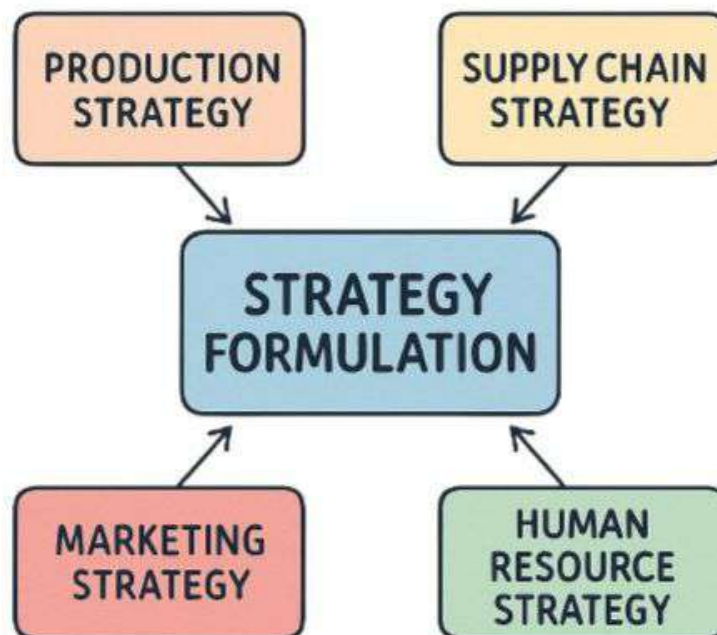 PRODUCTION
STRATEGY
SUPPLY CHAIN
STRATEGY
STRATEGY
FORMULATION
MARKETING
STRATEGY
HUMAN
RESOURCE
STRATEGY